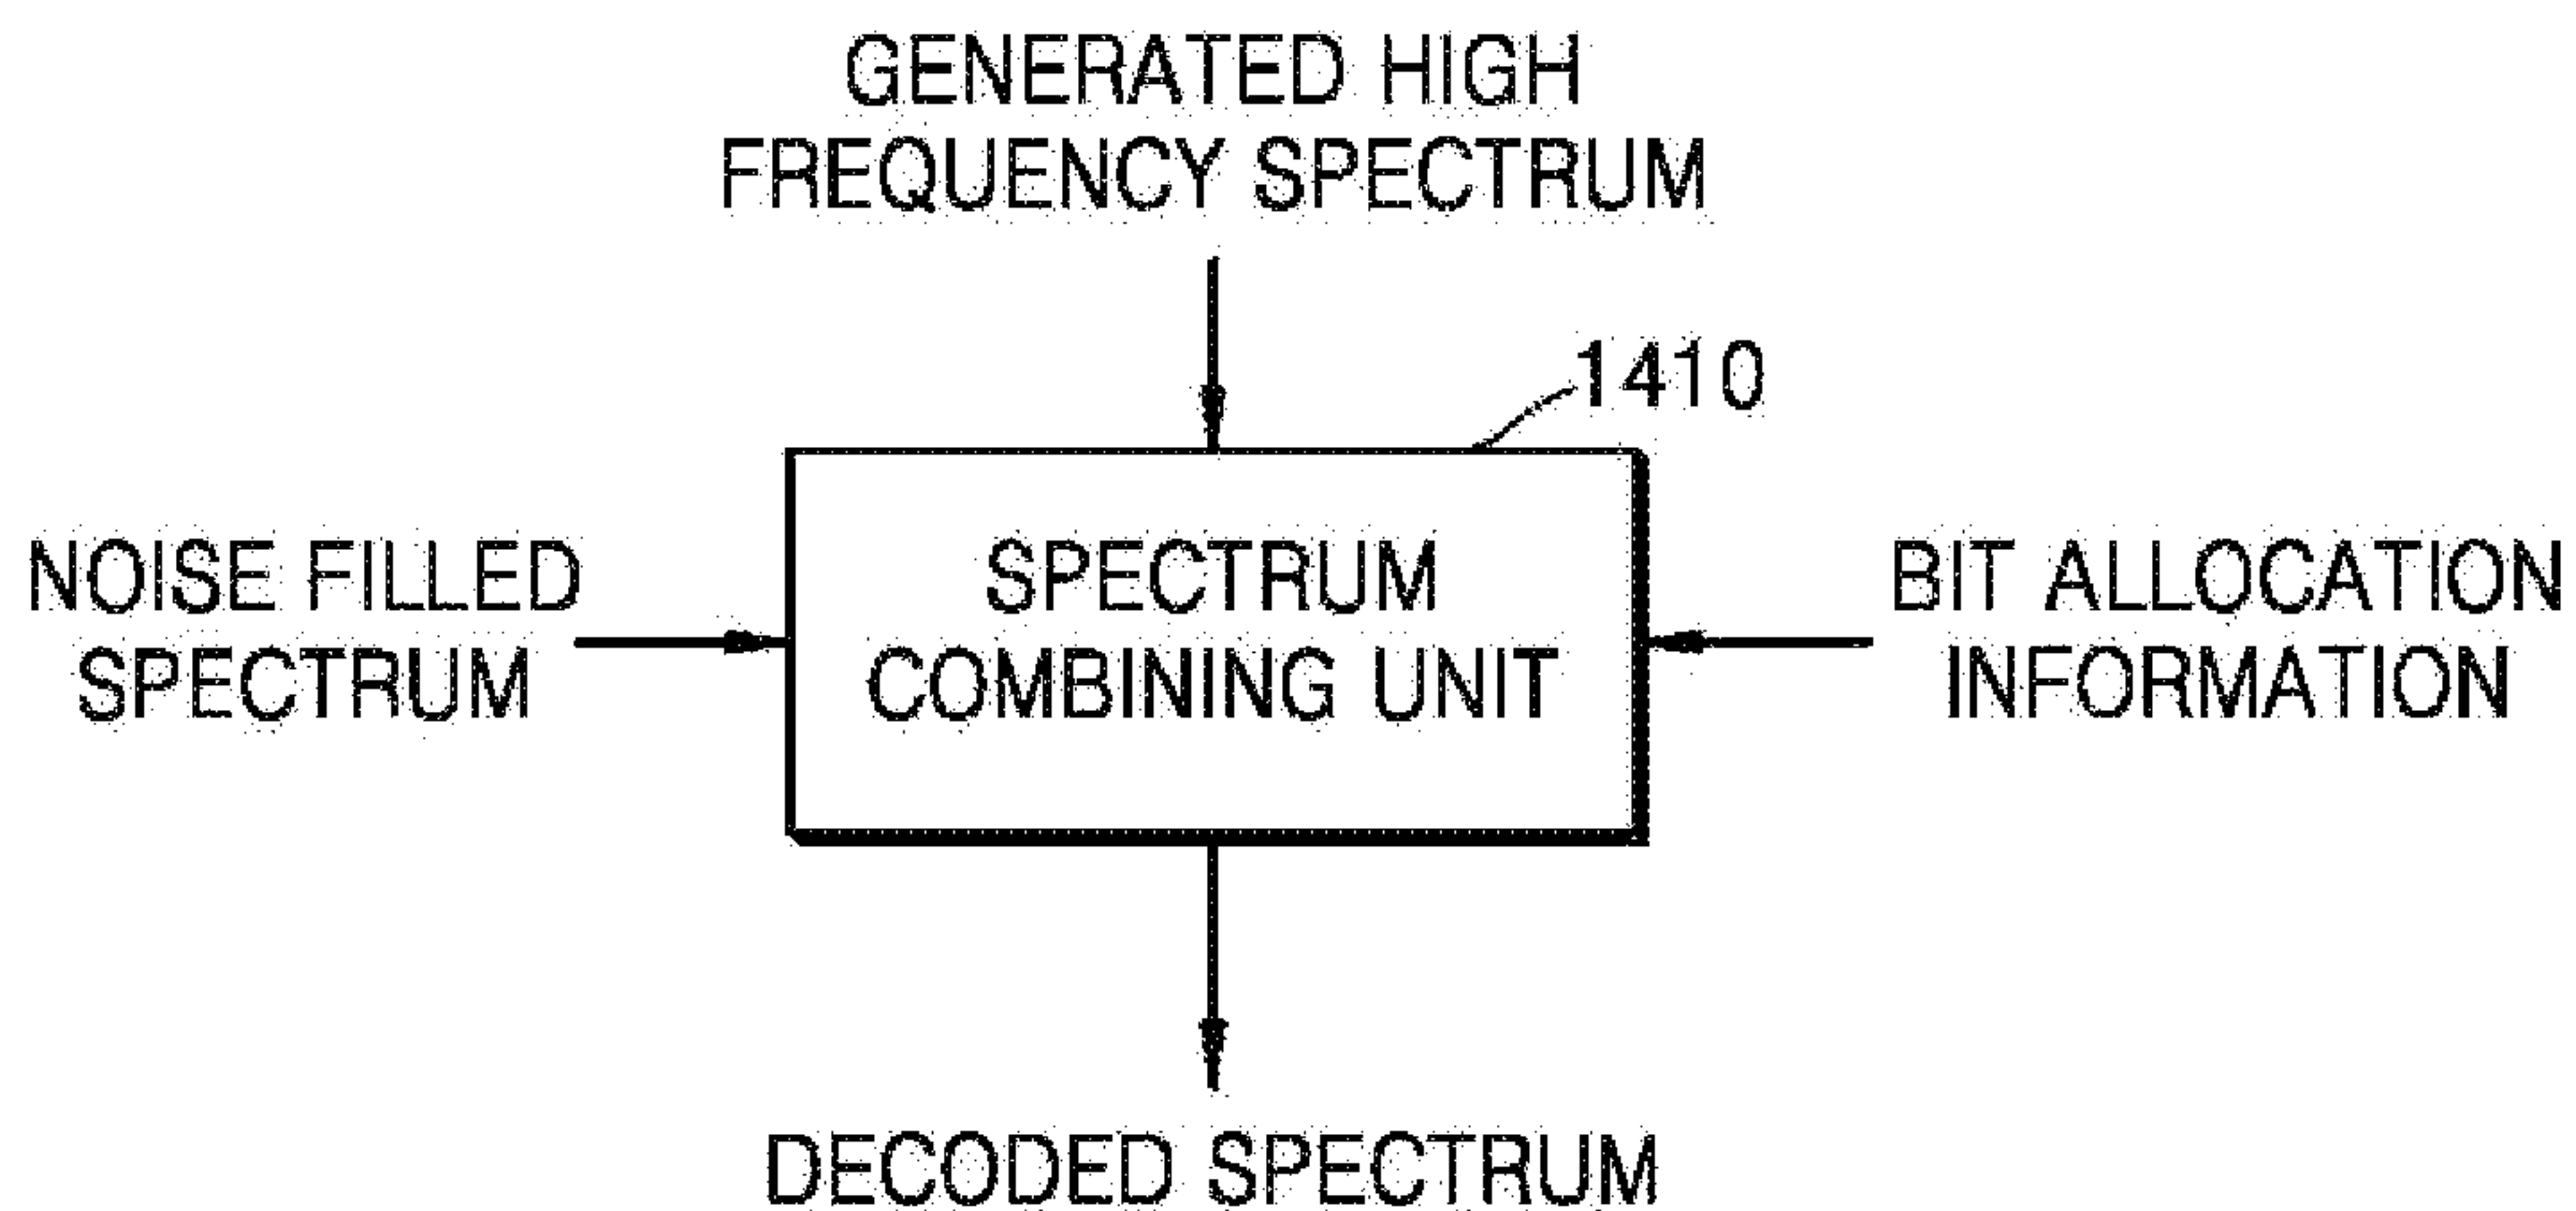 GENERATED HIGH
FREQUENCY SPECTRUM
1410
NOISE FILLED
SPECTRUM
SPECTRUM
COMBINING UNIT
BIT ALLOCATION
INFORMATION
DECODED SPECTRUM